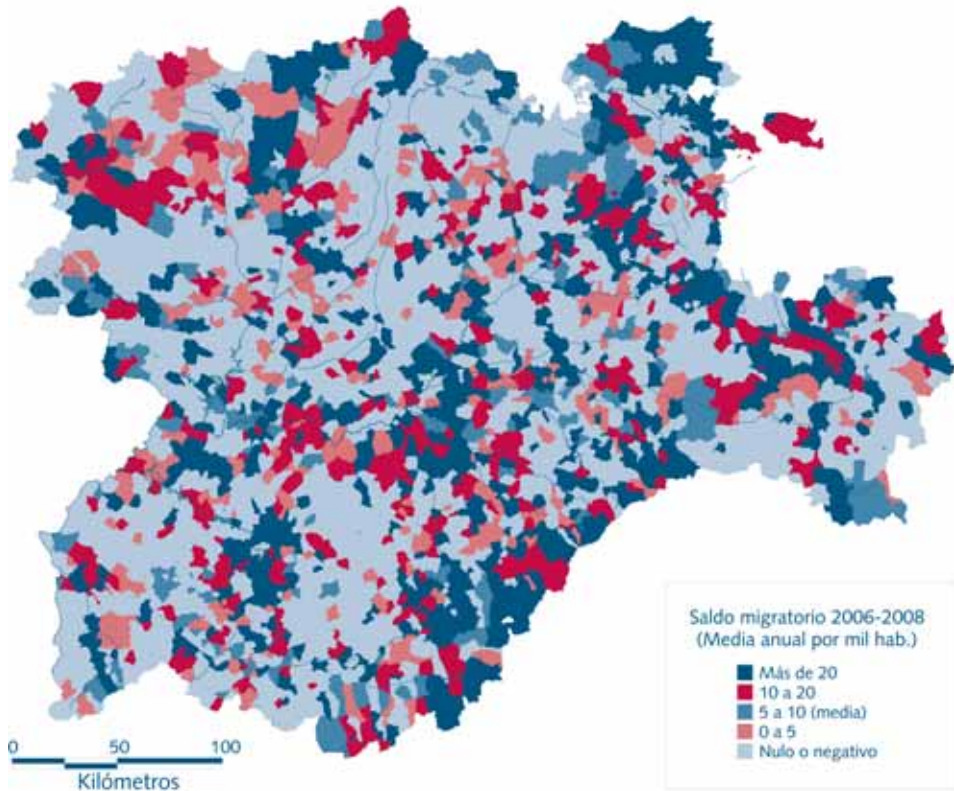 Saldo migratorio 2006-2008
(Media anual por mil hab.)
Más de 20
10 a 20
5 a 10 (media)
0 a 5
Nulo o negativo
0 50 100
Kilómetros